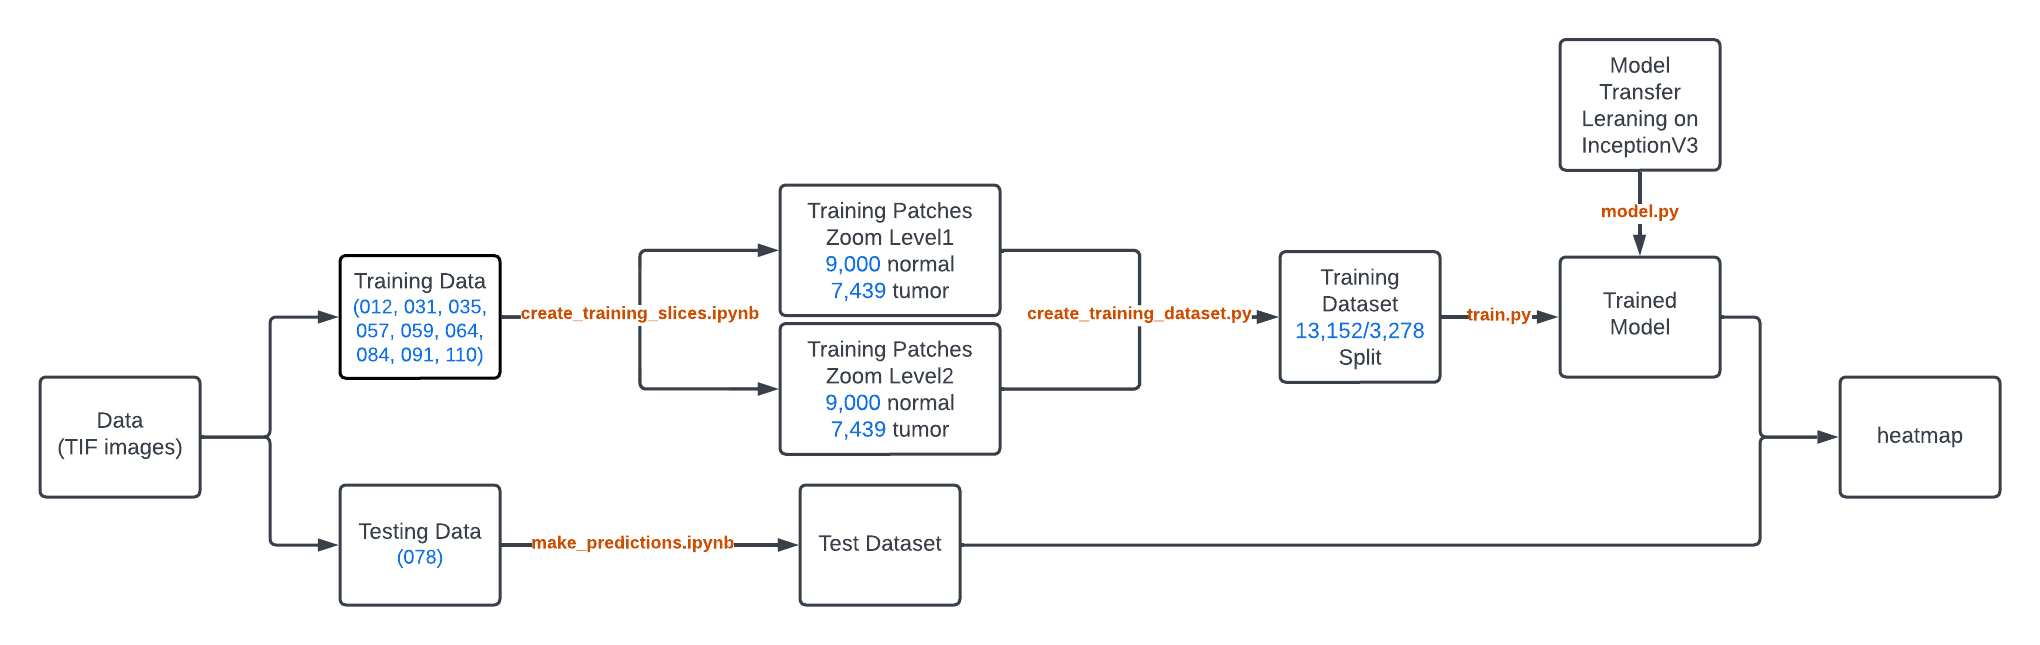 Data
(TIF images)
Training Data
(012, 031, 035,
057, 059, 064,
084, 091, 110)
Testing Data
(078)
create_training_slices.ipynb
make_predictions.ipynb
Training Patches
Zoom Level1
9,000 normal
7,439 tumor
Training Patches
Zoom Level2
9,000 normal
7,439 tumor
Test Dataset
create_training_dataset.py
Training
Dataset
13,152/3,278
Split
train.py
Model
Transfer
Leraning on
InceptionV3
model.py
Trained
Model
heatmap